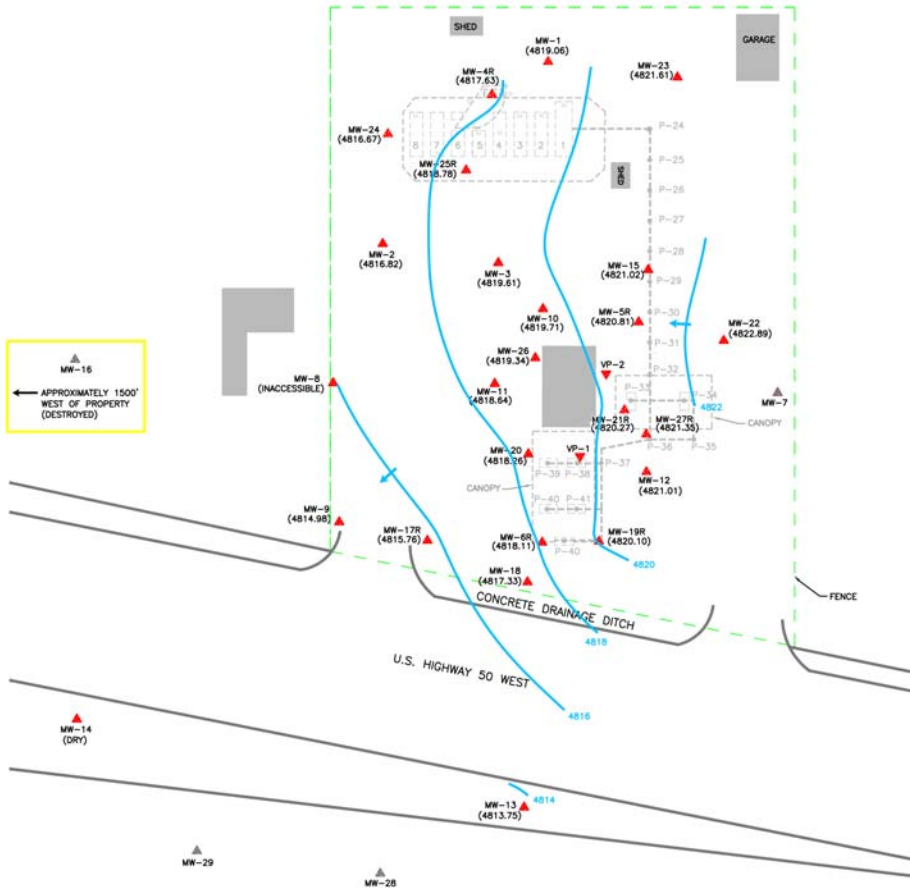 SHED
MW-1
(4819.06)
GARAGE
MW-4R
(4817.63)
MW-23
(4821.61)
MW-24
(4816.67)
8
7
6
5
4
3
2
1
P-24
P-25
MW-25R
(4818.78)
SHED
P-26
P-27
MW-2
(4816.82)
MW-3
(4819.61)
P-28
MW-15
(4821.02)
P-29
MW-10
(4819.71)
MW-5R
(4820.81)
P-30
MW-22
(4822.89)
P-31
MW-16
APPROXIMATELY 1500'
WEST OF PROPERTY
(DESTROYED)
MW-26
(4819.34)
VP-2
P-32
MW-8
(INACCESSIBLE)
MW-11
(4818.64)
P-33
P-34
4822
MW-7
MW-21R
(4820.27)
MW-27R
(4821.35)
CANOPY
P-36
P-35
MW-20
(4818.26)
VP-1
P-37
P-39
P-38
MW-12
(4821.01)
CANOPY
P-40
P-41
MW-9
(4814.98)
MW-17R
(4815.76)
MW-6R
(4818.11)
P-40
MW-19R
(4820.10)
4820
MW-18
(4817.33)
CONCRETE DRAINAGE DITCH
FENCE
4818
U.S. HIGHWAY 50 WEST
4816
MW-14
(DRY)
4814
MW-13
(4813.75)
MW-29
MW-28